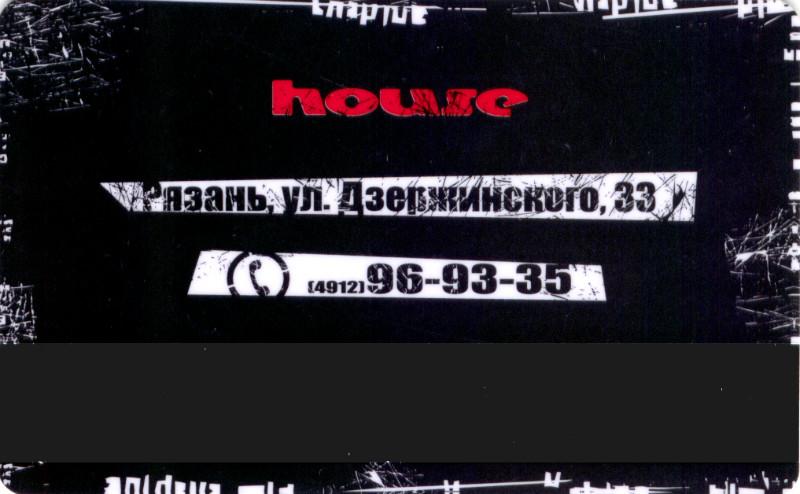 house
Рязань, ул. Дзержинского, 33
(4912) 96-93-35